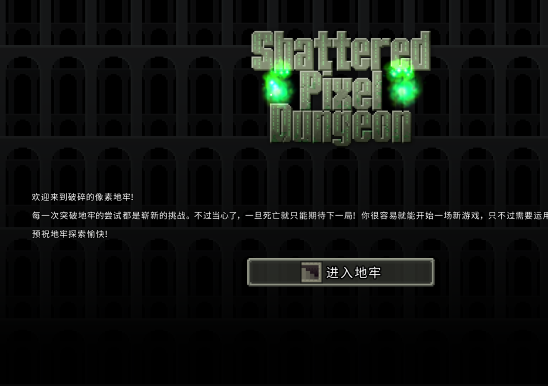 Shattered
Pixel
Dungeon
欢迎来到破碎的像素地牢!
每一次突破地牢的尝试都是崭新的挑战。不过当心了，一旦死亡就只能期待下一局! 你很容易就能开始一场新游戏，只不过需要运用
预祝地牢探索愉快!
进入地牢